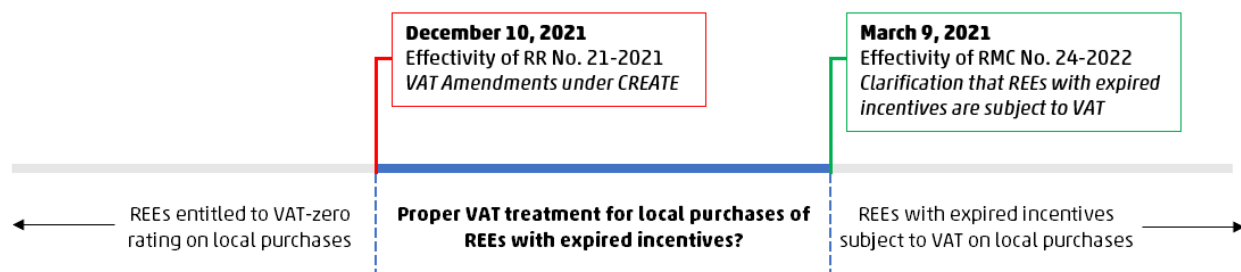 December 10, 2021
Effectivity of RR No. 21-2021
VAT Amendments under CREATE
March 9, 2021
Effectivity of RMC No. 24-2022
Clarification that REEs with expired
incentives are subject to VAT
REEs entitled to VAT-zero
rating on local purchases
Proper VAT treatment for local purchases of
REEs with expired incentives?
REEs with expired incentives
subject to VAT on local purchases